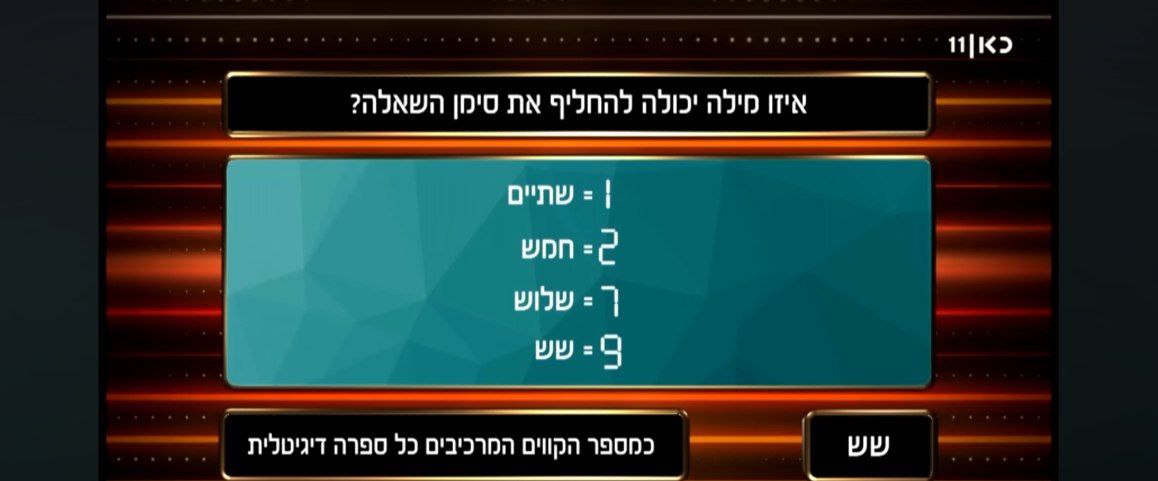 כאן|11
איזו מילה יכולה להחליף את סימן השאלה?
1 = שתיים
2 = חמש
7 = שלוש
9 = שש
שש
כמספר הקווים המרכיבים כל ספרה דיגיטלית